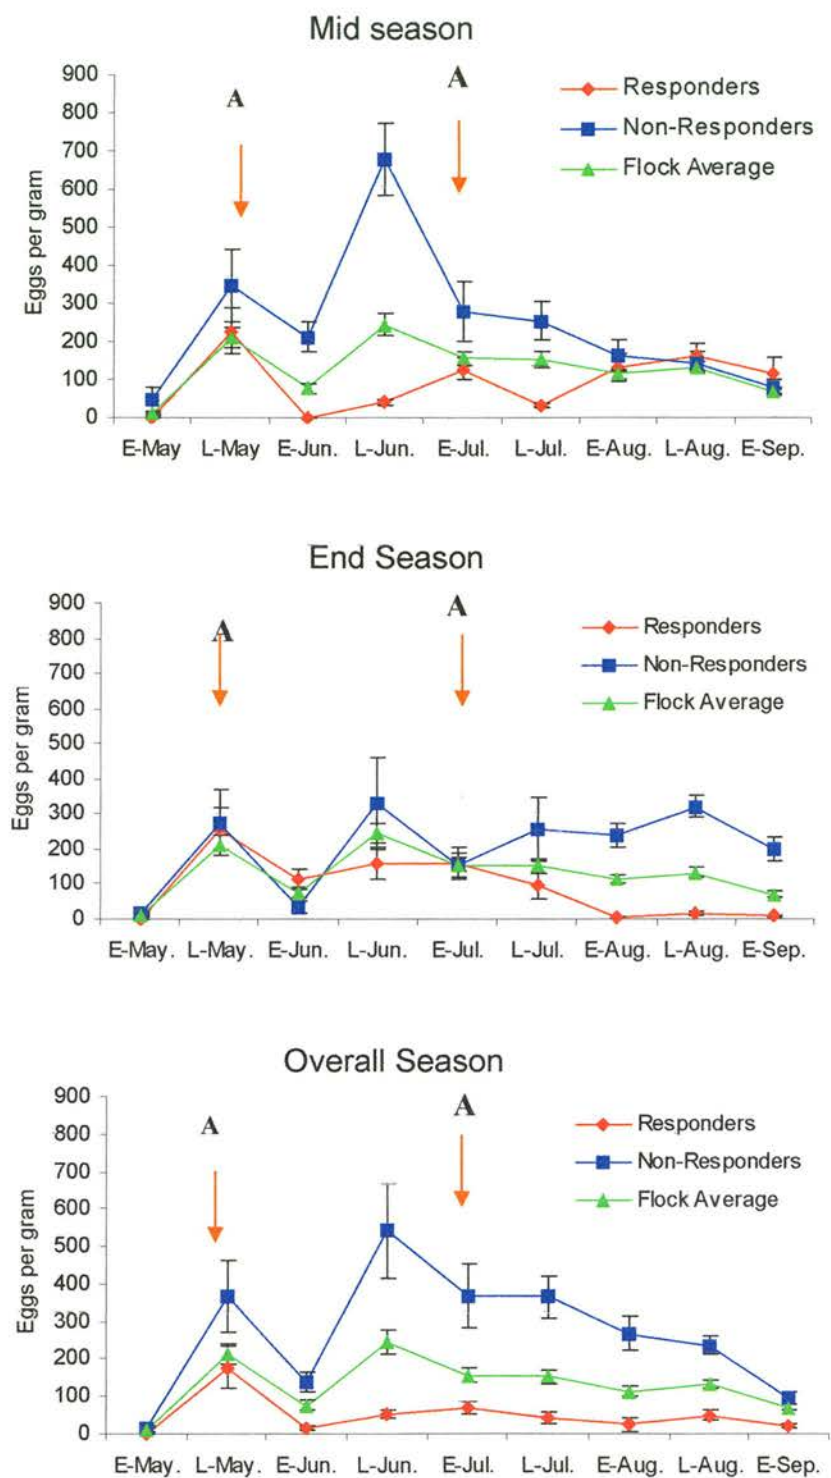 Mid season
900
800
700
600
500
400
300
200
100
0
Eggs per gram
A
A
Responders
Non-Responders
Flock Average
E-May L-May E-Jun. L-Jun. E-Jul. L-Jul. E-Aug. L-Aug. E-Sep.
End Season
900
800
700
600
500
400
300
200
100
0
Eggs per gram
A
A
Responders
Non-Responders
Flock Average
E-May. L-May. E-Jun. L-Jun. E-Jul. L-Jul. E-Aug. L-Aug. E-Sep.
Overall Season
900
800
700
600
500
400
300
200
100
0
Eggs per gram
A
A
Responders
Non-Responders
Flock Average
E-May. L-May. E-Jun. L-Jun. E-Jul. L-Jul. E-Aug. L-Aug. E-Sep.